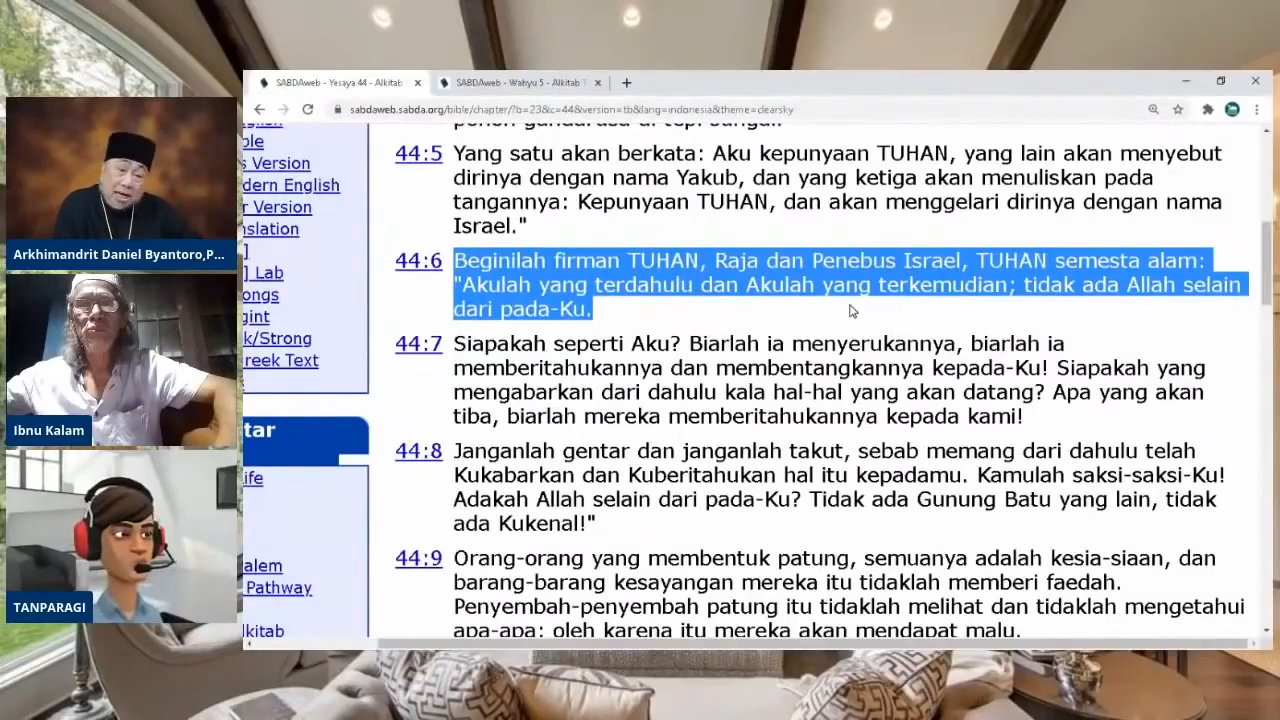 SABDAweb - Yesaya 44 - Alkitab
SABDAweb - Wahyu 5 - Alkitab T
sabdaweb.sabda.org/bible/chapter/?b=23&c=44&version=tb&lang=indonesia&theme=clearsky
Arkhimandrit Daniel Byantoro,P...
Ibnu Kalam
TANPARAGI
ble
s Version
dern English
r Version
nslation
]
] Lab
ongs
gint
k/Strong
reek Text
tar
ife
alem
Pathway
lkitab
44:5 Yang satu akan berkata: Aku kepunyaan TUHAN, yang lain akan menyebut
dirinya dengan nama Yakub, dan yang ketiga akan menuliskan pada
tangannya: Kepunyaan TUHAN, dan akan menggelari dirinya dengan nama
Israel."
44:6 Beginilah firman TUHAN, Raja dan Penebus Israel, TUHAN semesta alam:
"Akulah yang terdahulu dan Akulah yang terkemudian; tidak ada Allah selain
dari pada-Ku.
44:7 Siapakah seperti Aku? Biarlah ia menyerukannya, biarlah ia
memberitahukannya dan membentangkannya kepada-Ku! Siapakah yang
mengabarkan dari dahulu kala hal-hal yang akan datang? Apa yang akan
tiba, biarlah mereka memberitahukannya kepada kami!
44:8 Janganlah gentar dan janganlah takut, sebab memang dari dahulu telah
Kukabarkan dan Kuberitahukan hal itu kepadamu. Kamulah saksi-saksi-Ku!
Adakah Allah selain dari pada-Ku? Tidak ada Gunung Batu yang lain, tidak
ada Kukenal!"
44:9 Orang-orang yang membentuk patung, semuanya adalah kesia-siaan, dan
barang-barang kesayangan mereka itu tidaklah memberi faedah.
Penyembah-penyembah patung itu tidaklah melihat dan tidaklah mengetahui
apa-apa; oleh karena itu mereka akan mendapat malu.